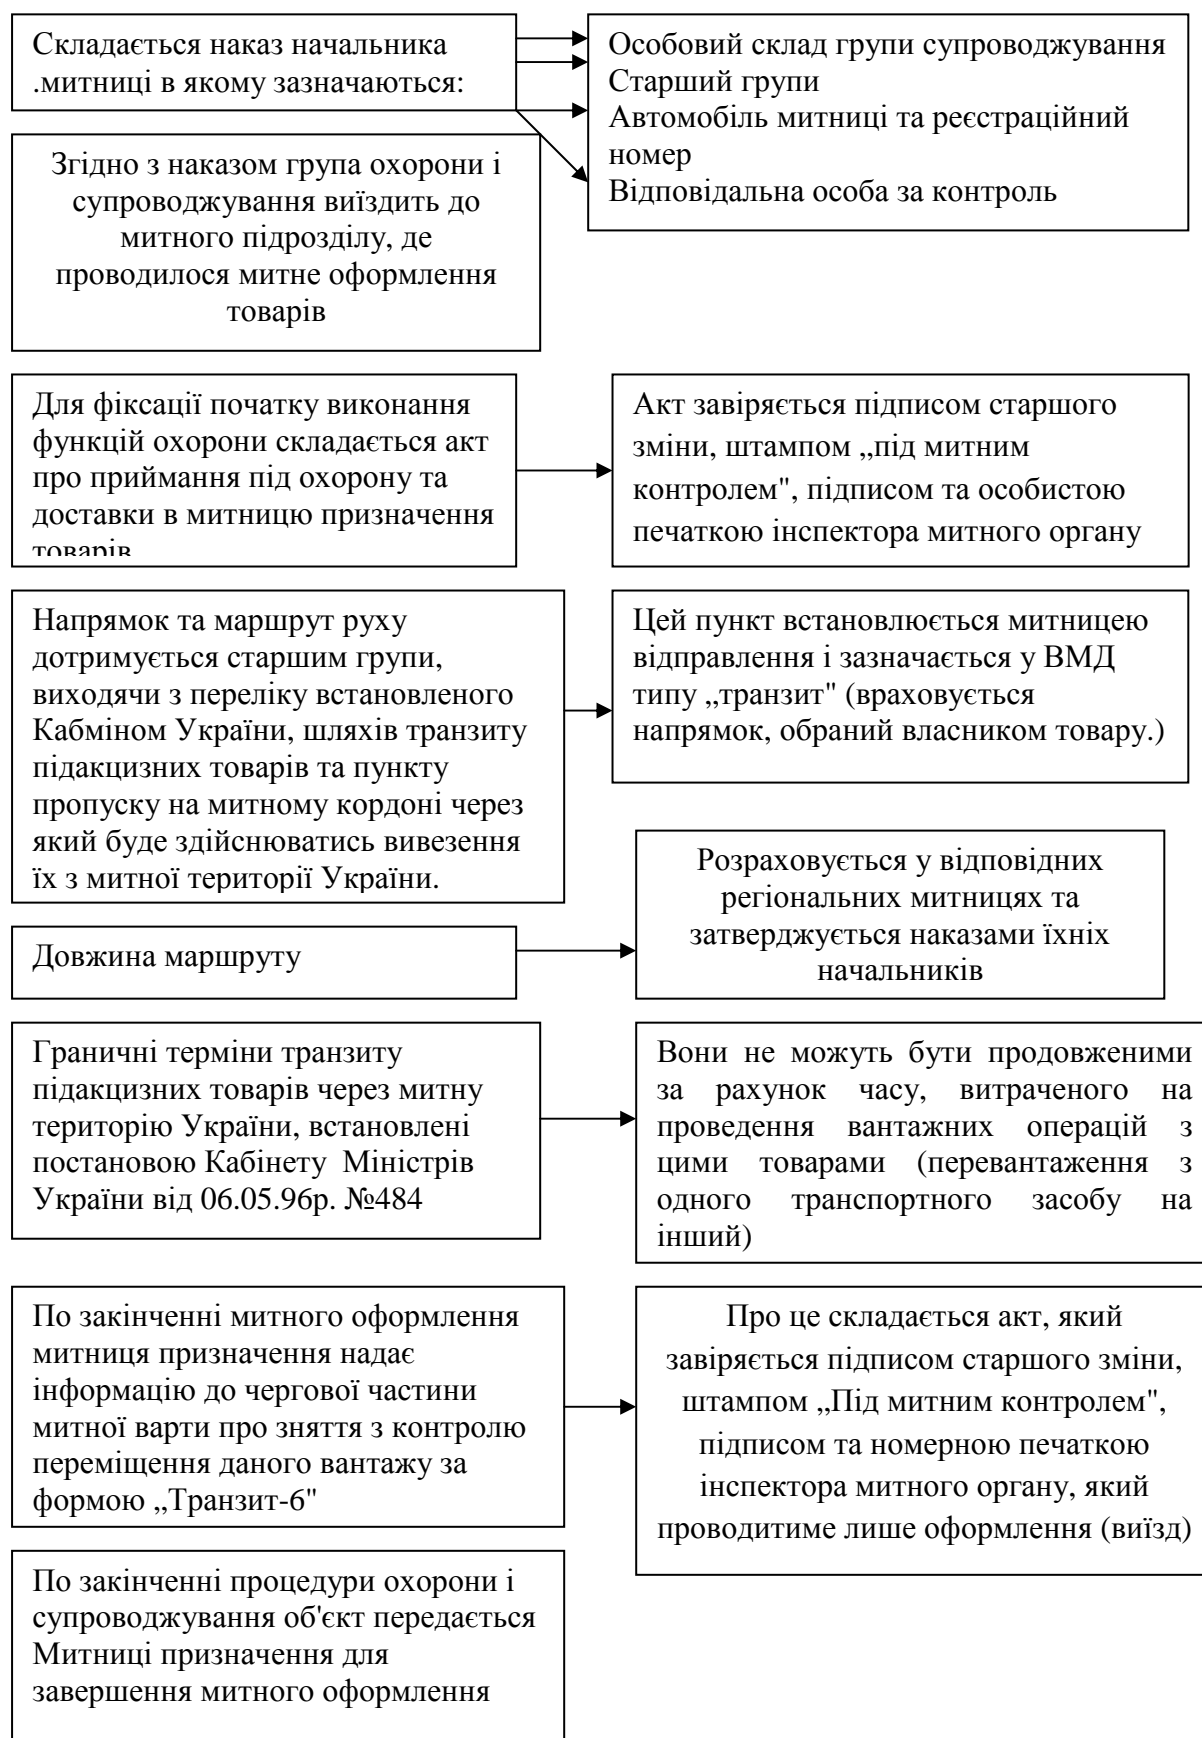 Складається наказ начальника
.митниці в якому зазначаються:
Особовий склад групи супроводжування
Старший групи
Автомобіль митниці та реєстраційний
номер
Відповідальна особа за контроль
Згідно з наказом група охорони і
супроводжування виїздить до
митного підрозділу, де
проводилося митне оформлення
товарів
Для фіксації початку виконання
функцій охорони складається акт
про приймання під охорону та
доставки в митницю призначення
товарів
Акт завіряється підписом старшого
зміни, штампом „під митним
контролем", підписом та особистою
печаткою інспектора митного органу
Напрямок та маршрут руху
дотримується старшим групи,
виходячи з переліку встановленого
Кабміном України, шляхів транзиту
підакцизних товарів та пункту
пропуску на митному кордоні через
який буде здійснюватись вивезення
їх з митної території України.
Цей пункт встановлюється митницею
відправлення і зазначається у ВМД
типу „транзит" (враховується
напрямок, обраний власником товару.)
Довжина маршруту
Розраховується у відповідних
регіональних митницях та
затверджується наказами їхніх
начальників
Граничні терміни транзиту
підакцизних товарів через митну
територію України, встановлені
постановою Кабінету Міністрів
України від 06.05.96р. №484
Вони не можуть бути продовженими
за рахунок часу, витраченого на
проведення вантажних операцій з
цими товарами (перевантаження з
одного транспортного засобу на
інший)
По закінченні митного оформлення
митниця призначення надає
інформацію до чергової частини
митної варти про зняття з контролю
переміщення даного вантажу за
формою „Транзит-6"
Про це складається акт, який
завіряється підписом старшого зміни,
штампом „Під митним контролем",
підписом та номерною печаткою
інспектора митного органу, який
проводитиме лише оформлення (виїзд)
По закінченні процедури охорони і
супроводжування об'єкт передається
Митниці призначення для
завершення митного оформлення